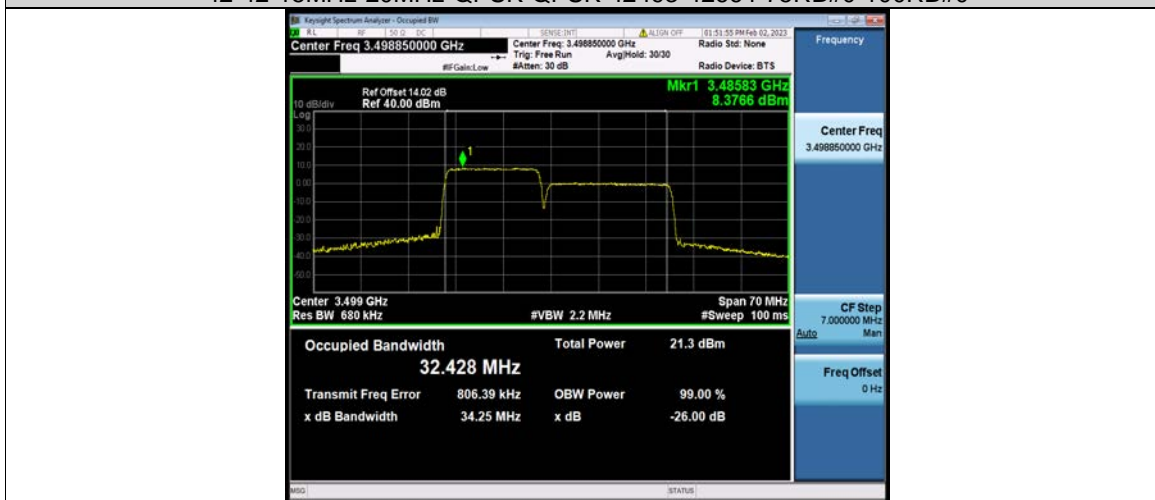 Keysight Spectrum Analyzer - Occupied BW
RL RF 50 Ω DC SENSE:INT ALIGN OFF 01:51:55 PM Feb 02, 2023
Center Freq 3.498850000 GHz
Center Freq: 3.498850000 GHz
Radio Std: None
Trig: Free Run Avg|Hold: 30/30
#IFGain:Low #Atten: 30 dB Radio Device: BTS
Frequency
Mkr1 3.48583 GHz
8.3766 dBm
Ref Offset 14.02 dB
10 dB/div Ref 40.00 dBm
Log
30.0
20.0
10.0
0.00
-10.0
-20.0
-30.0
-40.0
-50.0
1
Center Freq
3.498850000 GHz
Center 3.499 GHz Span 70 MHz
Res BW 680 kHz #VBW 2.2 MHz #Sweep 100 ms
CF Step
7.000000 MHz
Auto Man
Freq Offset
0 Hz
Occupied Bandwidth Total Power 21.3 dBm
32.428 MHz
Transmit Freq Error 806.39 kHz OBW Power 99.00 %
x dB Bandwidth 34.25 MHz x dB -26.00 dB
MSG STATUS